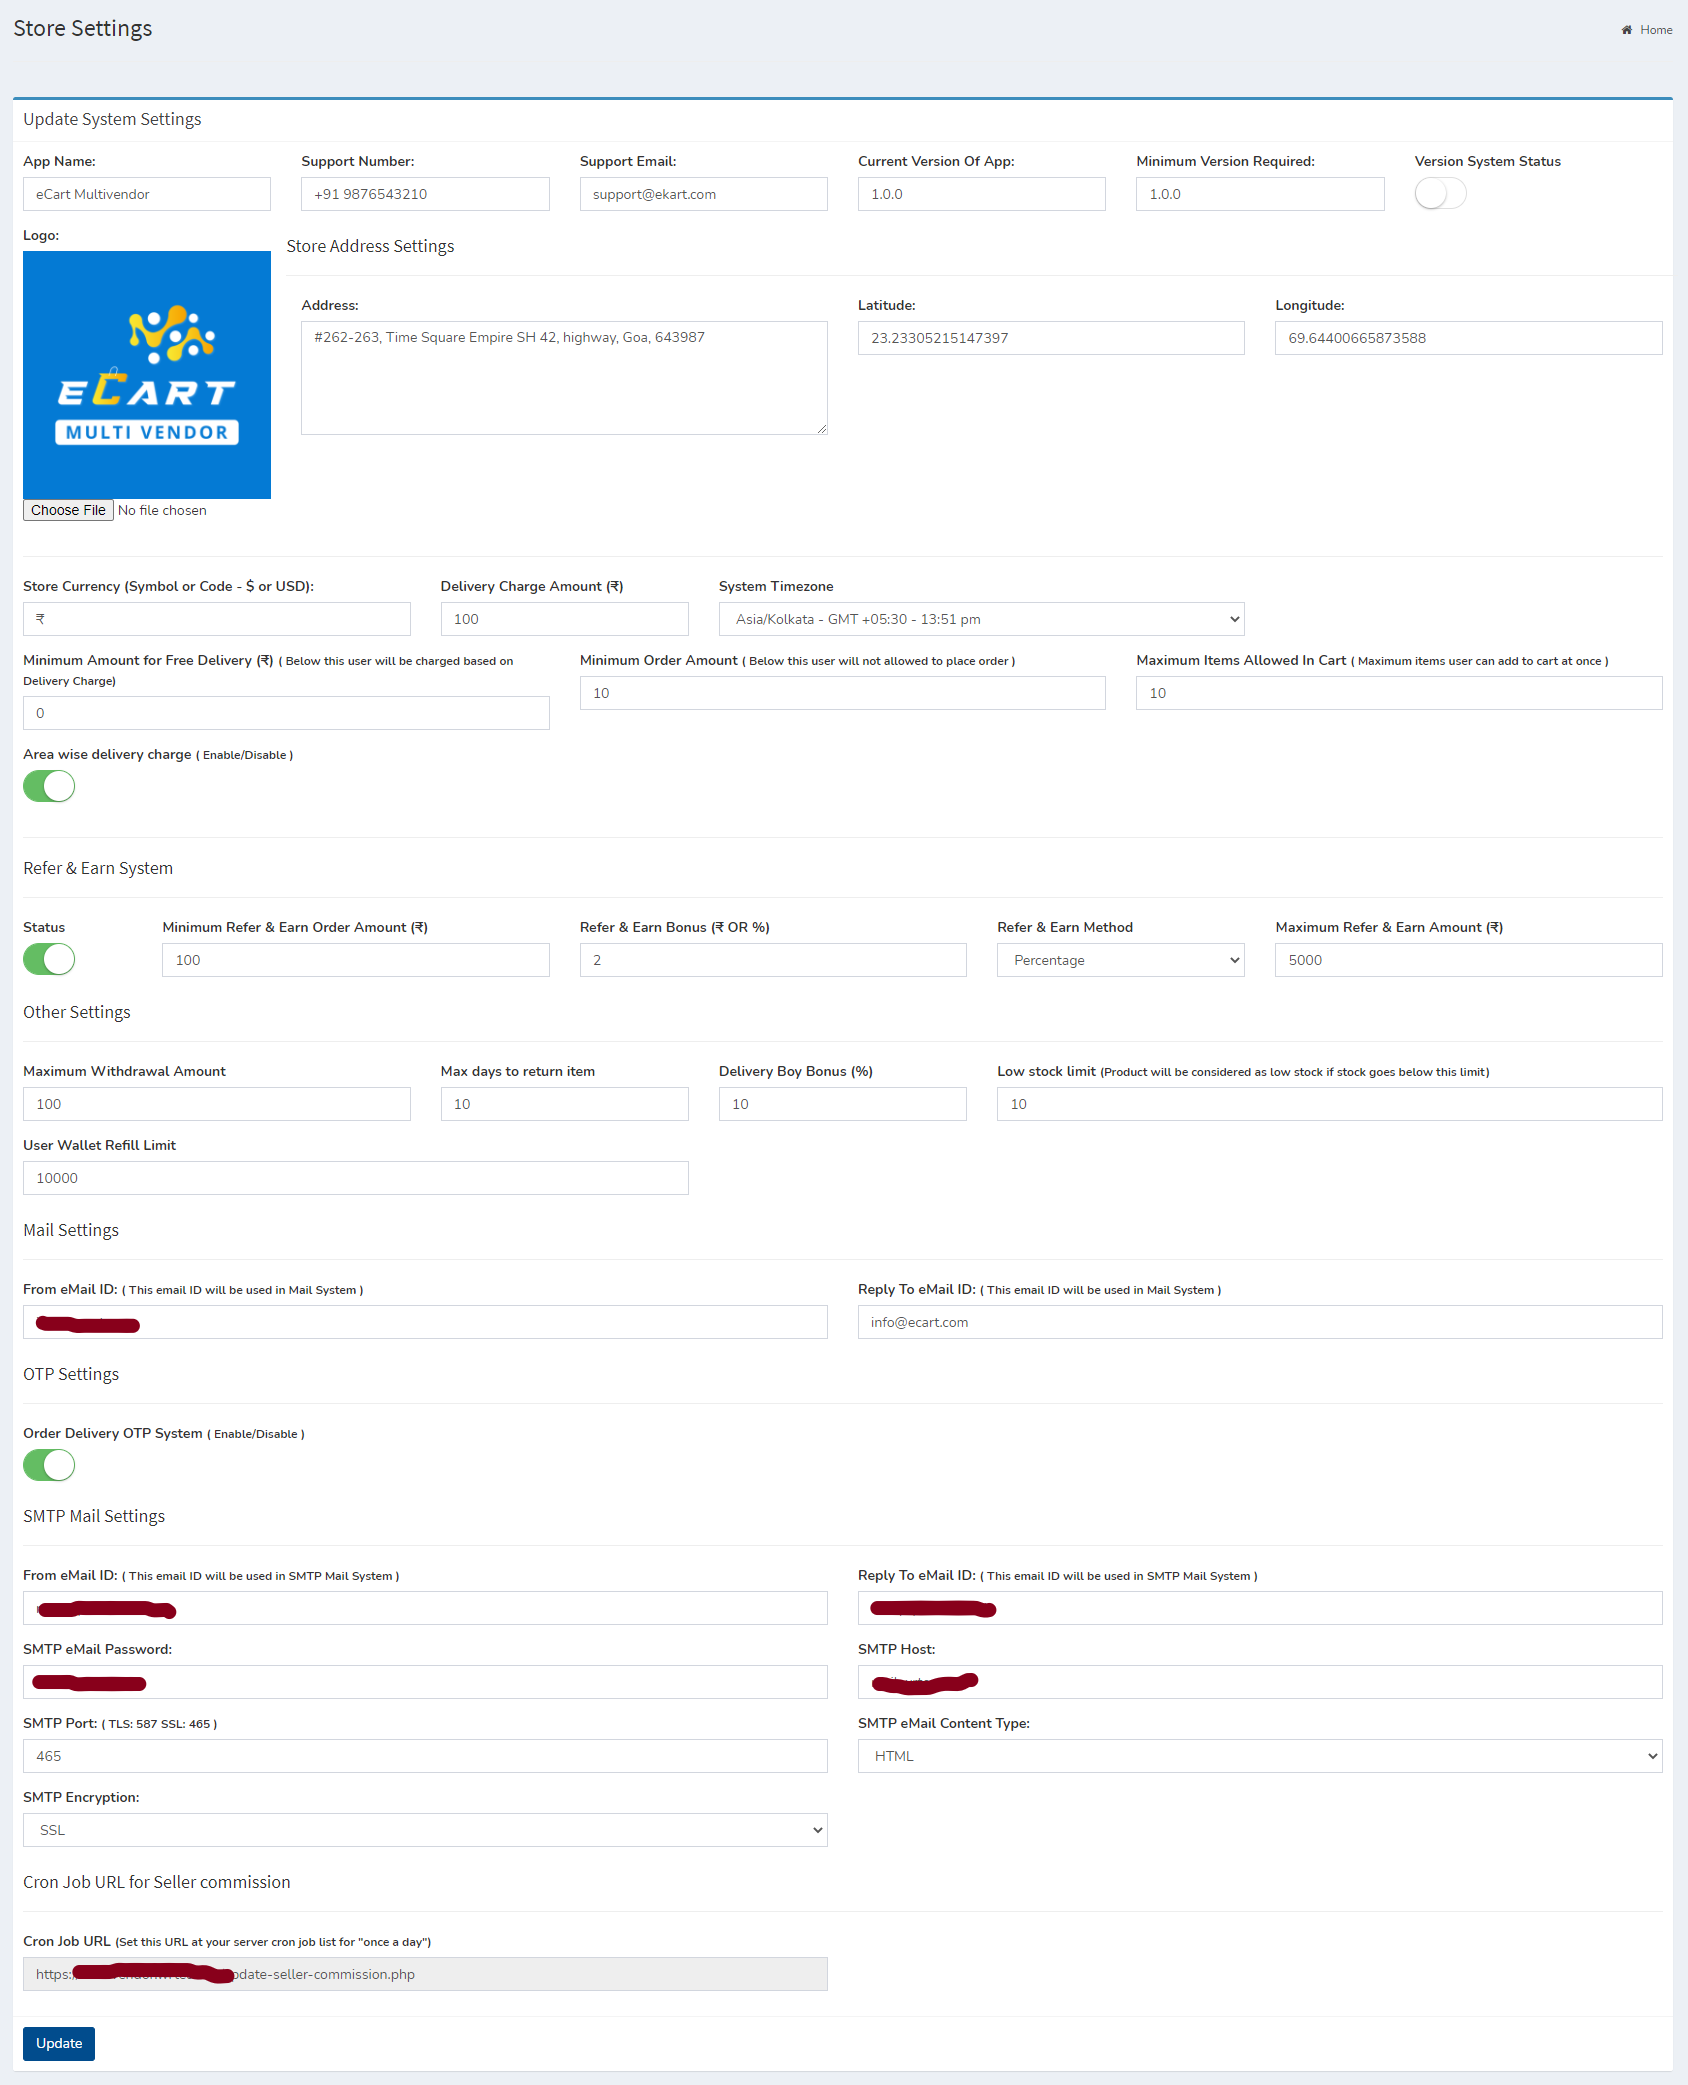 Store Settings
Home
Update System Settings
App Name:
Support Number:
Support Email:
Current Version Of App:
Minimum Version Required:
Version System Status
eCart Multivendor
+91 9876543210
support@ekart.com
1.0.0
1.0.0
Logo:
Store Address Settings
eCART
MULTI VENDOR
Address:
Latitude:
Longitude:
#262-263, Time Square Empire SH 42, highway, Goa, 643987
23.23305215147397
69.64400665873588
Choose File No file chosen
Store Currency (Symbol or Code - $ or USD):
Delivery Charge Amount (₹)
System Timezone
₹
100
Asia/Kolkata - GMT +05:30 - 13:51 pm
Minimum Amount for Free Delivery (₹) ( Below this user will be charged based on
Delivery Charge)
Minimum Order Amount ( Below this user will not allowed to place order )
Maximum Items Allowed In Cart ( Maximum items user can add to cart at once )
0
10
10
Area wise delivery charge ( Enable/Disable )
Refer & Earn System
Status
Minimum Refer & Earn Order Amount (₹)
Refer & Earn Bonus (₹ OR %)
Refer & Earn Method
Maximum Refer & Earn Amount (₹)
100
2
Percentage
5000
Other Settings
Maximum Withdrawal Amount
Max days to return item
Delivery Boy Bonus (%)
Low stock limit (Product will be considered as low stock if stock goes below this limit)
100
10
10
10
User Wallet Refill Limit
10000
Mail Settings
From eMail ID: ( This email ID will be used in Mail System )
Reply To eMail ID: ( This email ID will be used in Mail System )
info@ecart.com
OTP Settings
Order Delivery OTP System ( Enable/Disable )
SMTP Mail Settings
From eMail ID: ( This email ID will be used in SMTP Mail System )
Reply To eMail ID: ( This email ID will be used in SMTP Mail System )
SMTP eMail Password:
SMTP Host:
SMTP Port: ( TLS: 587 SSL: 465 )
SMTP eMail Content Type:
465
HTML
SMTP Encryption:
SSL
Cron Job URL for Seller commission
Cron Job URL (Set this URL at your server cron job list for "once a day")
https:/ pdate-seller-commission.php
Update